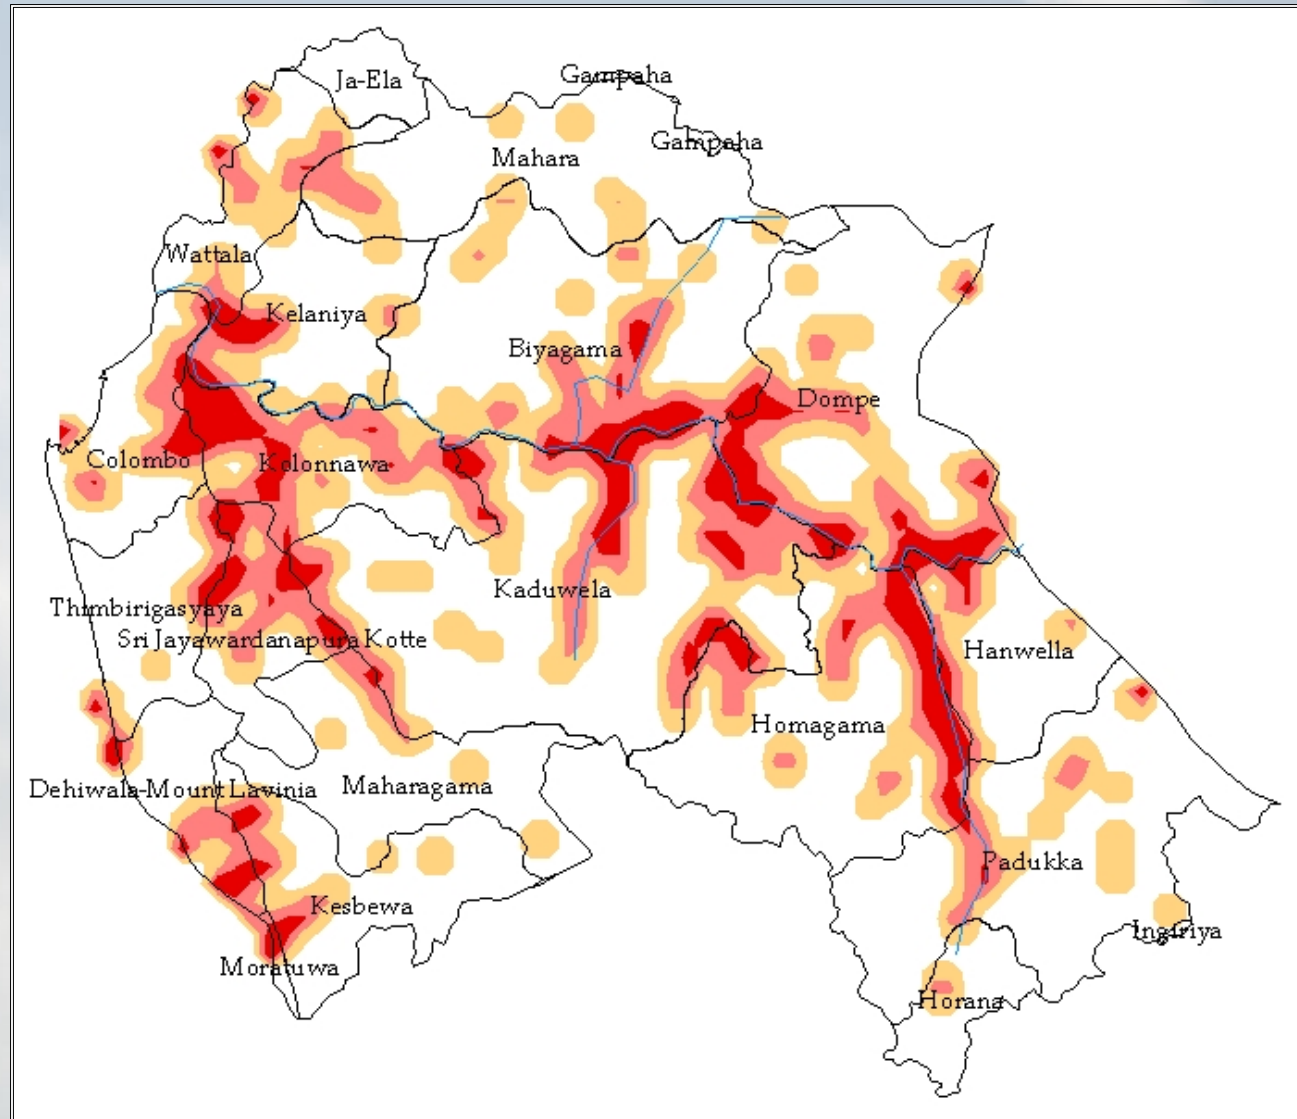 Ja-Ela
Gampaha
Gampaha
Mahara
Wattala
Kelaniya
Biyagama
Dompe
Colombo
Kolonnawa
Kaduwela
Thimbirigasyaya
Sri Jayawardanapura Kotte
Hanwella
Homagama
Dehiwala-Mount Lavinia
Maharagama
Padukka
Kesbewa
Ingiriya
Moratuwa
Horana